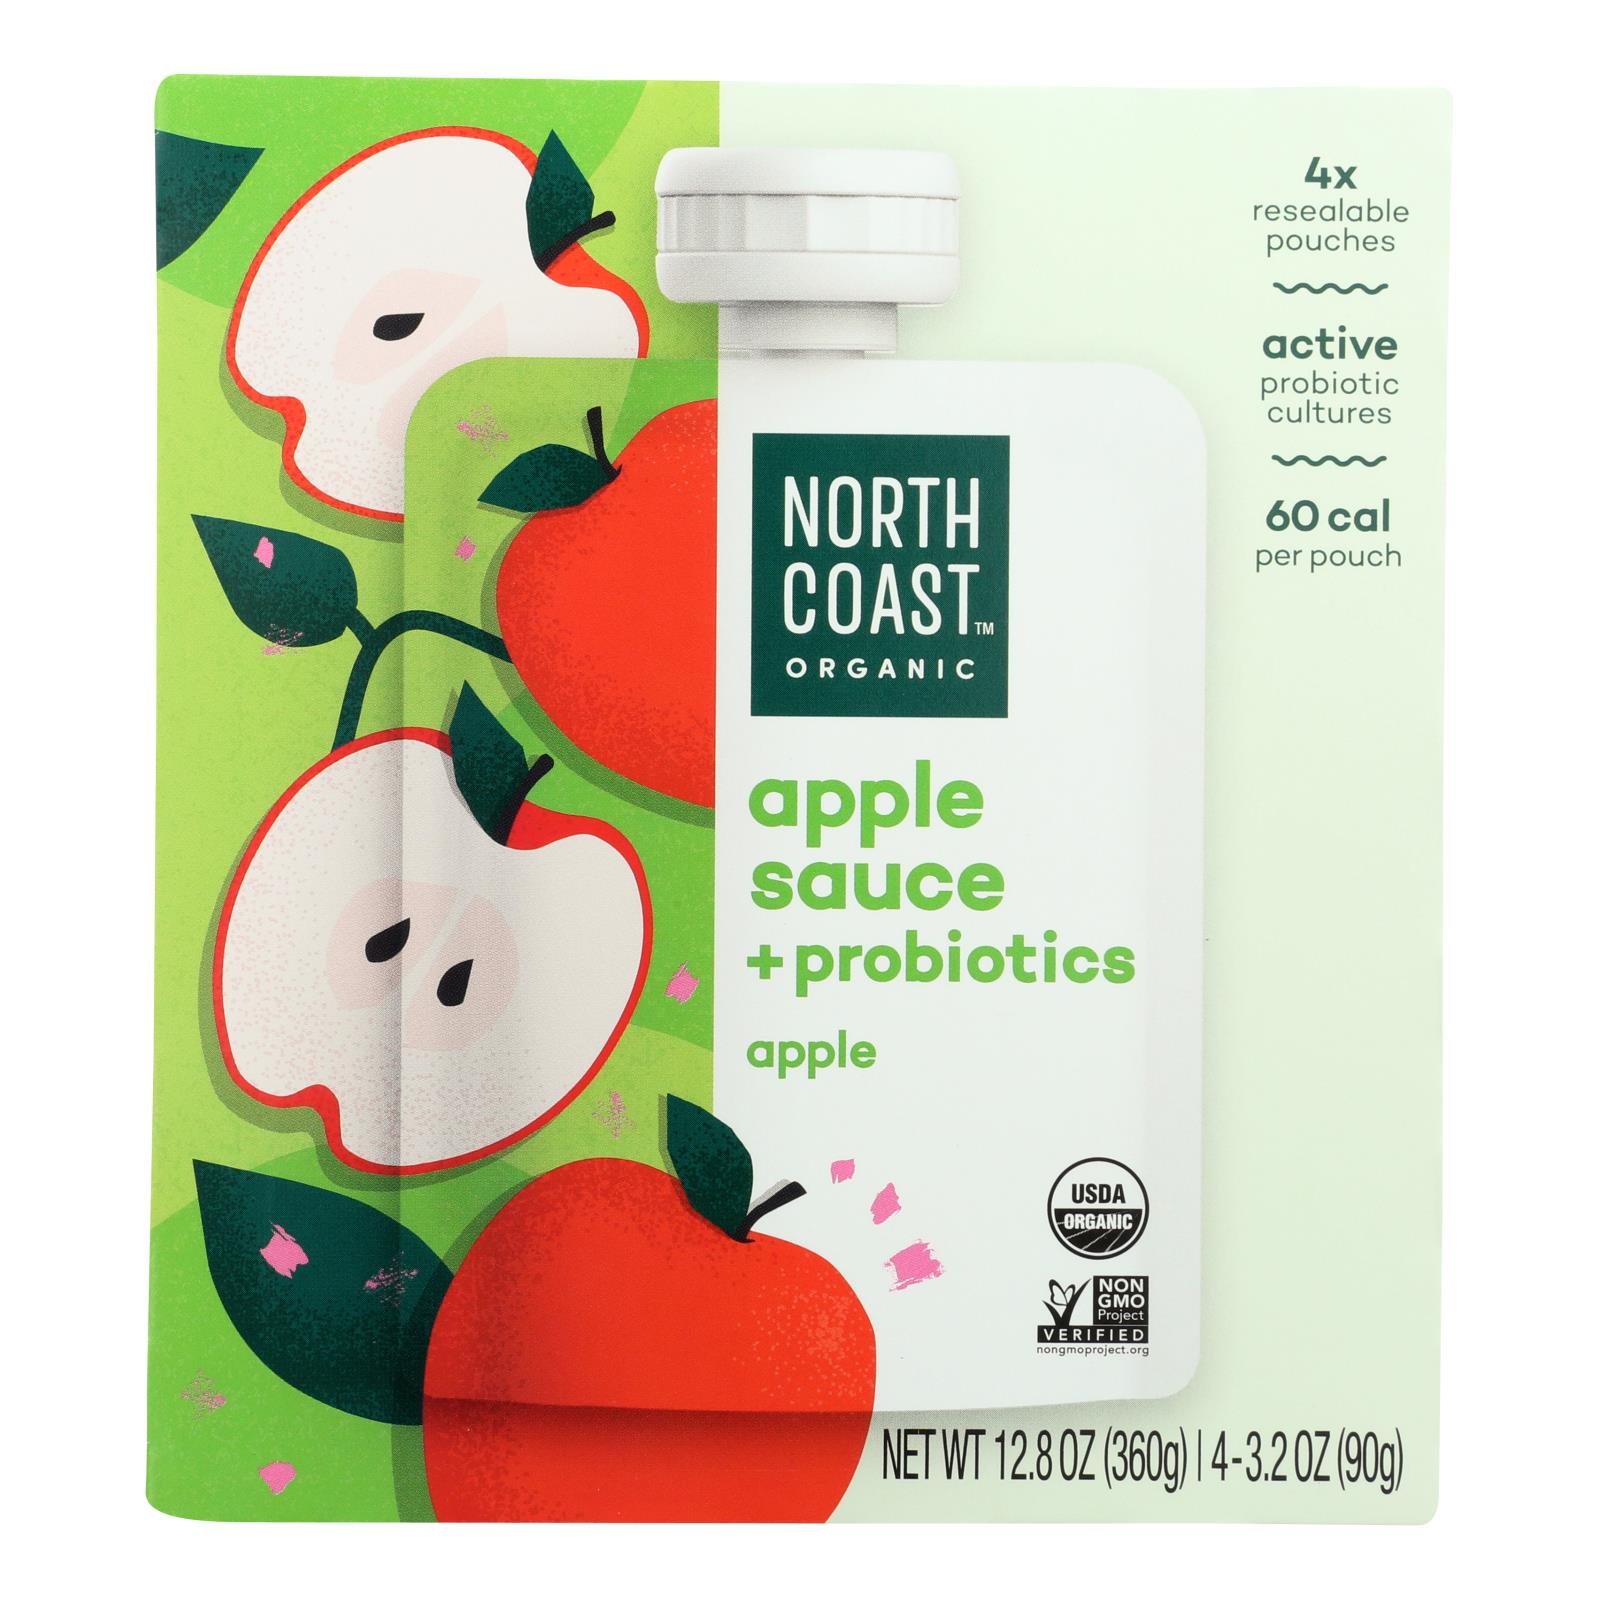 4x
resealable
pouches
active
probiotic
cultures
60 cal
per pouch
NORTH
COAST™
ORGANIC
apple
sauce
+ probiotics
apple
USDA
ORGANIC
NON
GMO
Project
VERIFIED
nongmoproject.org
NET WT 12.8 OZ (360g) | 4-3.2 OZ (90g)